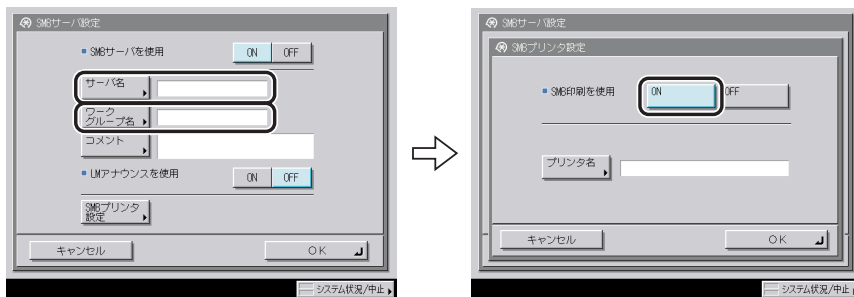 SMBサーバ設定
SMBサーバを使用
ON
OFF
サーバ名
ワーク
グループ名
コメント
LMアナウンスを使用
ON
OFF
SMBプリンタ
設定
キャンセル
OK
システム状況/中止
SMBサーバ設定
SMBプリンタ設定
SMB印刷を使用
ON
OFF
プリンタ名
キャンセル
OK
システム状況/中止